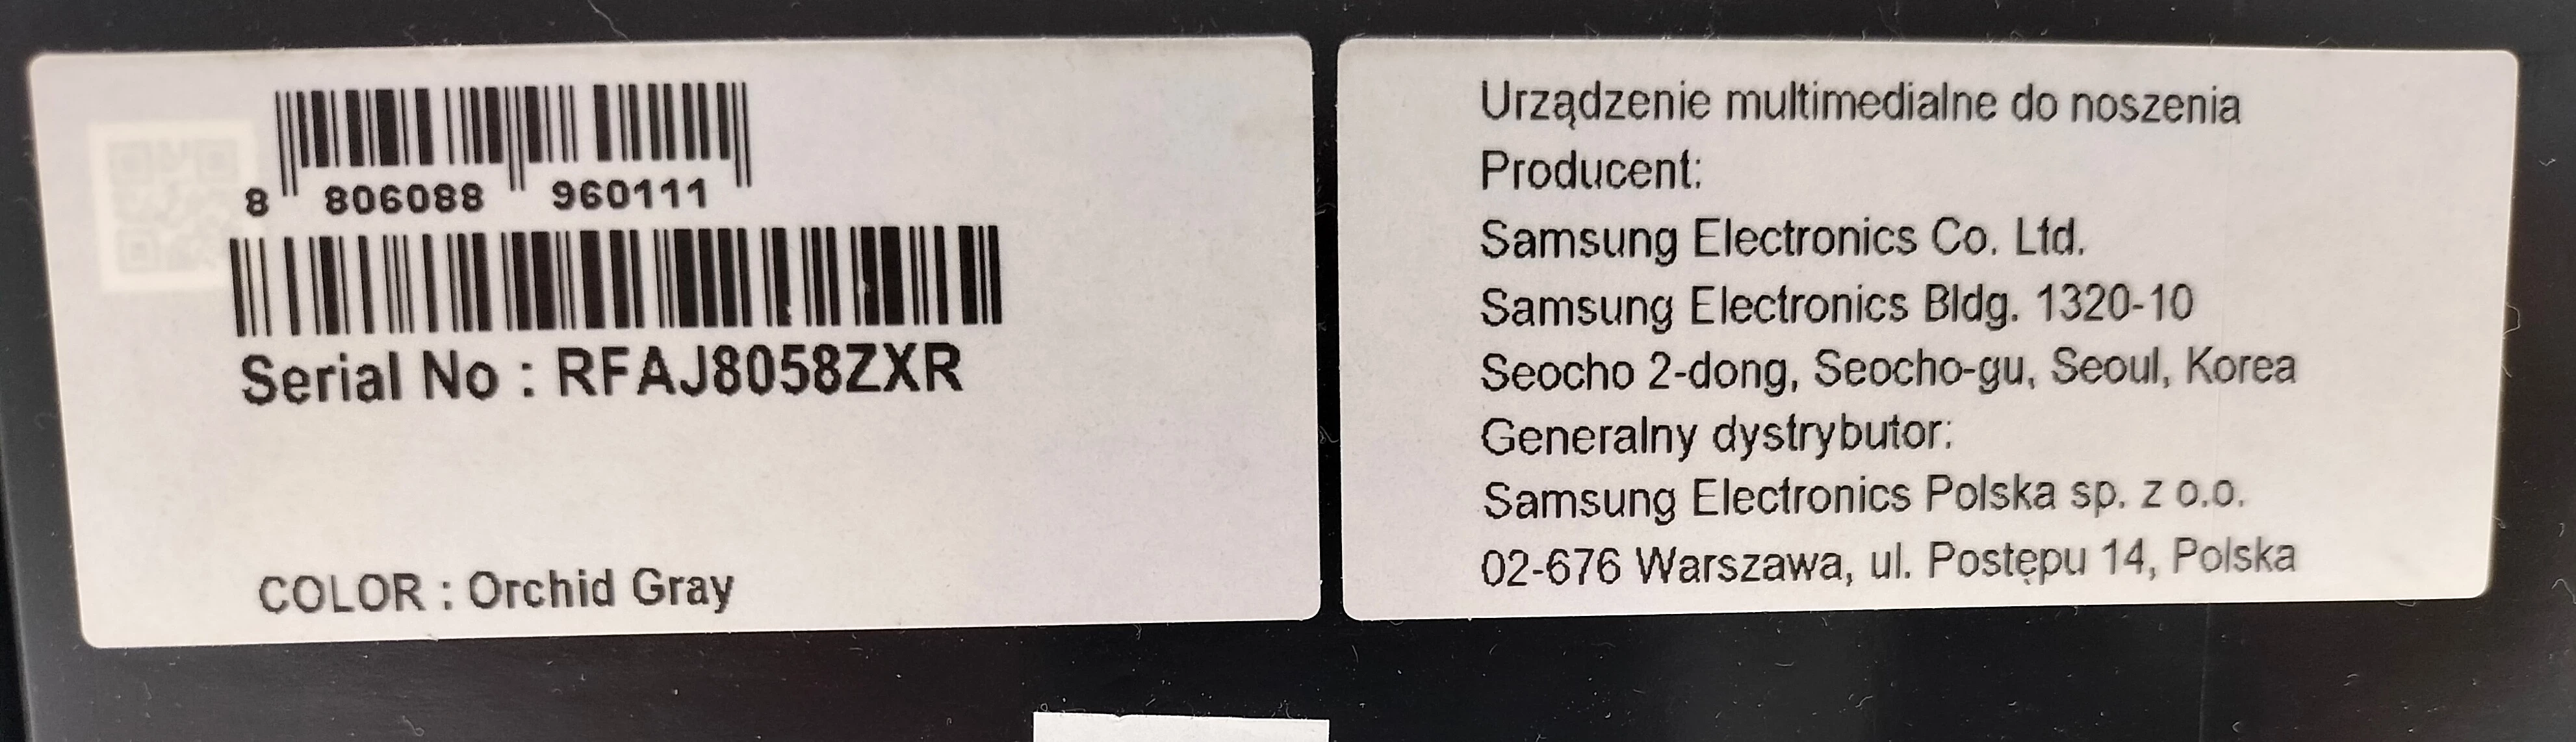 8 806088 960111
Serial No : RFAJ8058ZXR
COLOR : Orchid Gray
Urządzenie multimedialne do noszenia
Producent:
Samsung Electronics Co. Ltd.
Samsung Electronics Bldg. 1320-10
Seocho 2-dong, Seocho-gu, Seoul, Korea
Generalny dystrybutor:
Samsung Electronics Polska sp. z o.o.
02-676 Warszawa, ul. Postępu 14, Polska